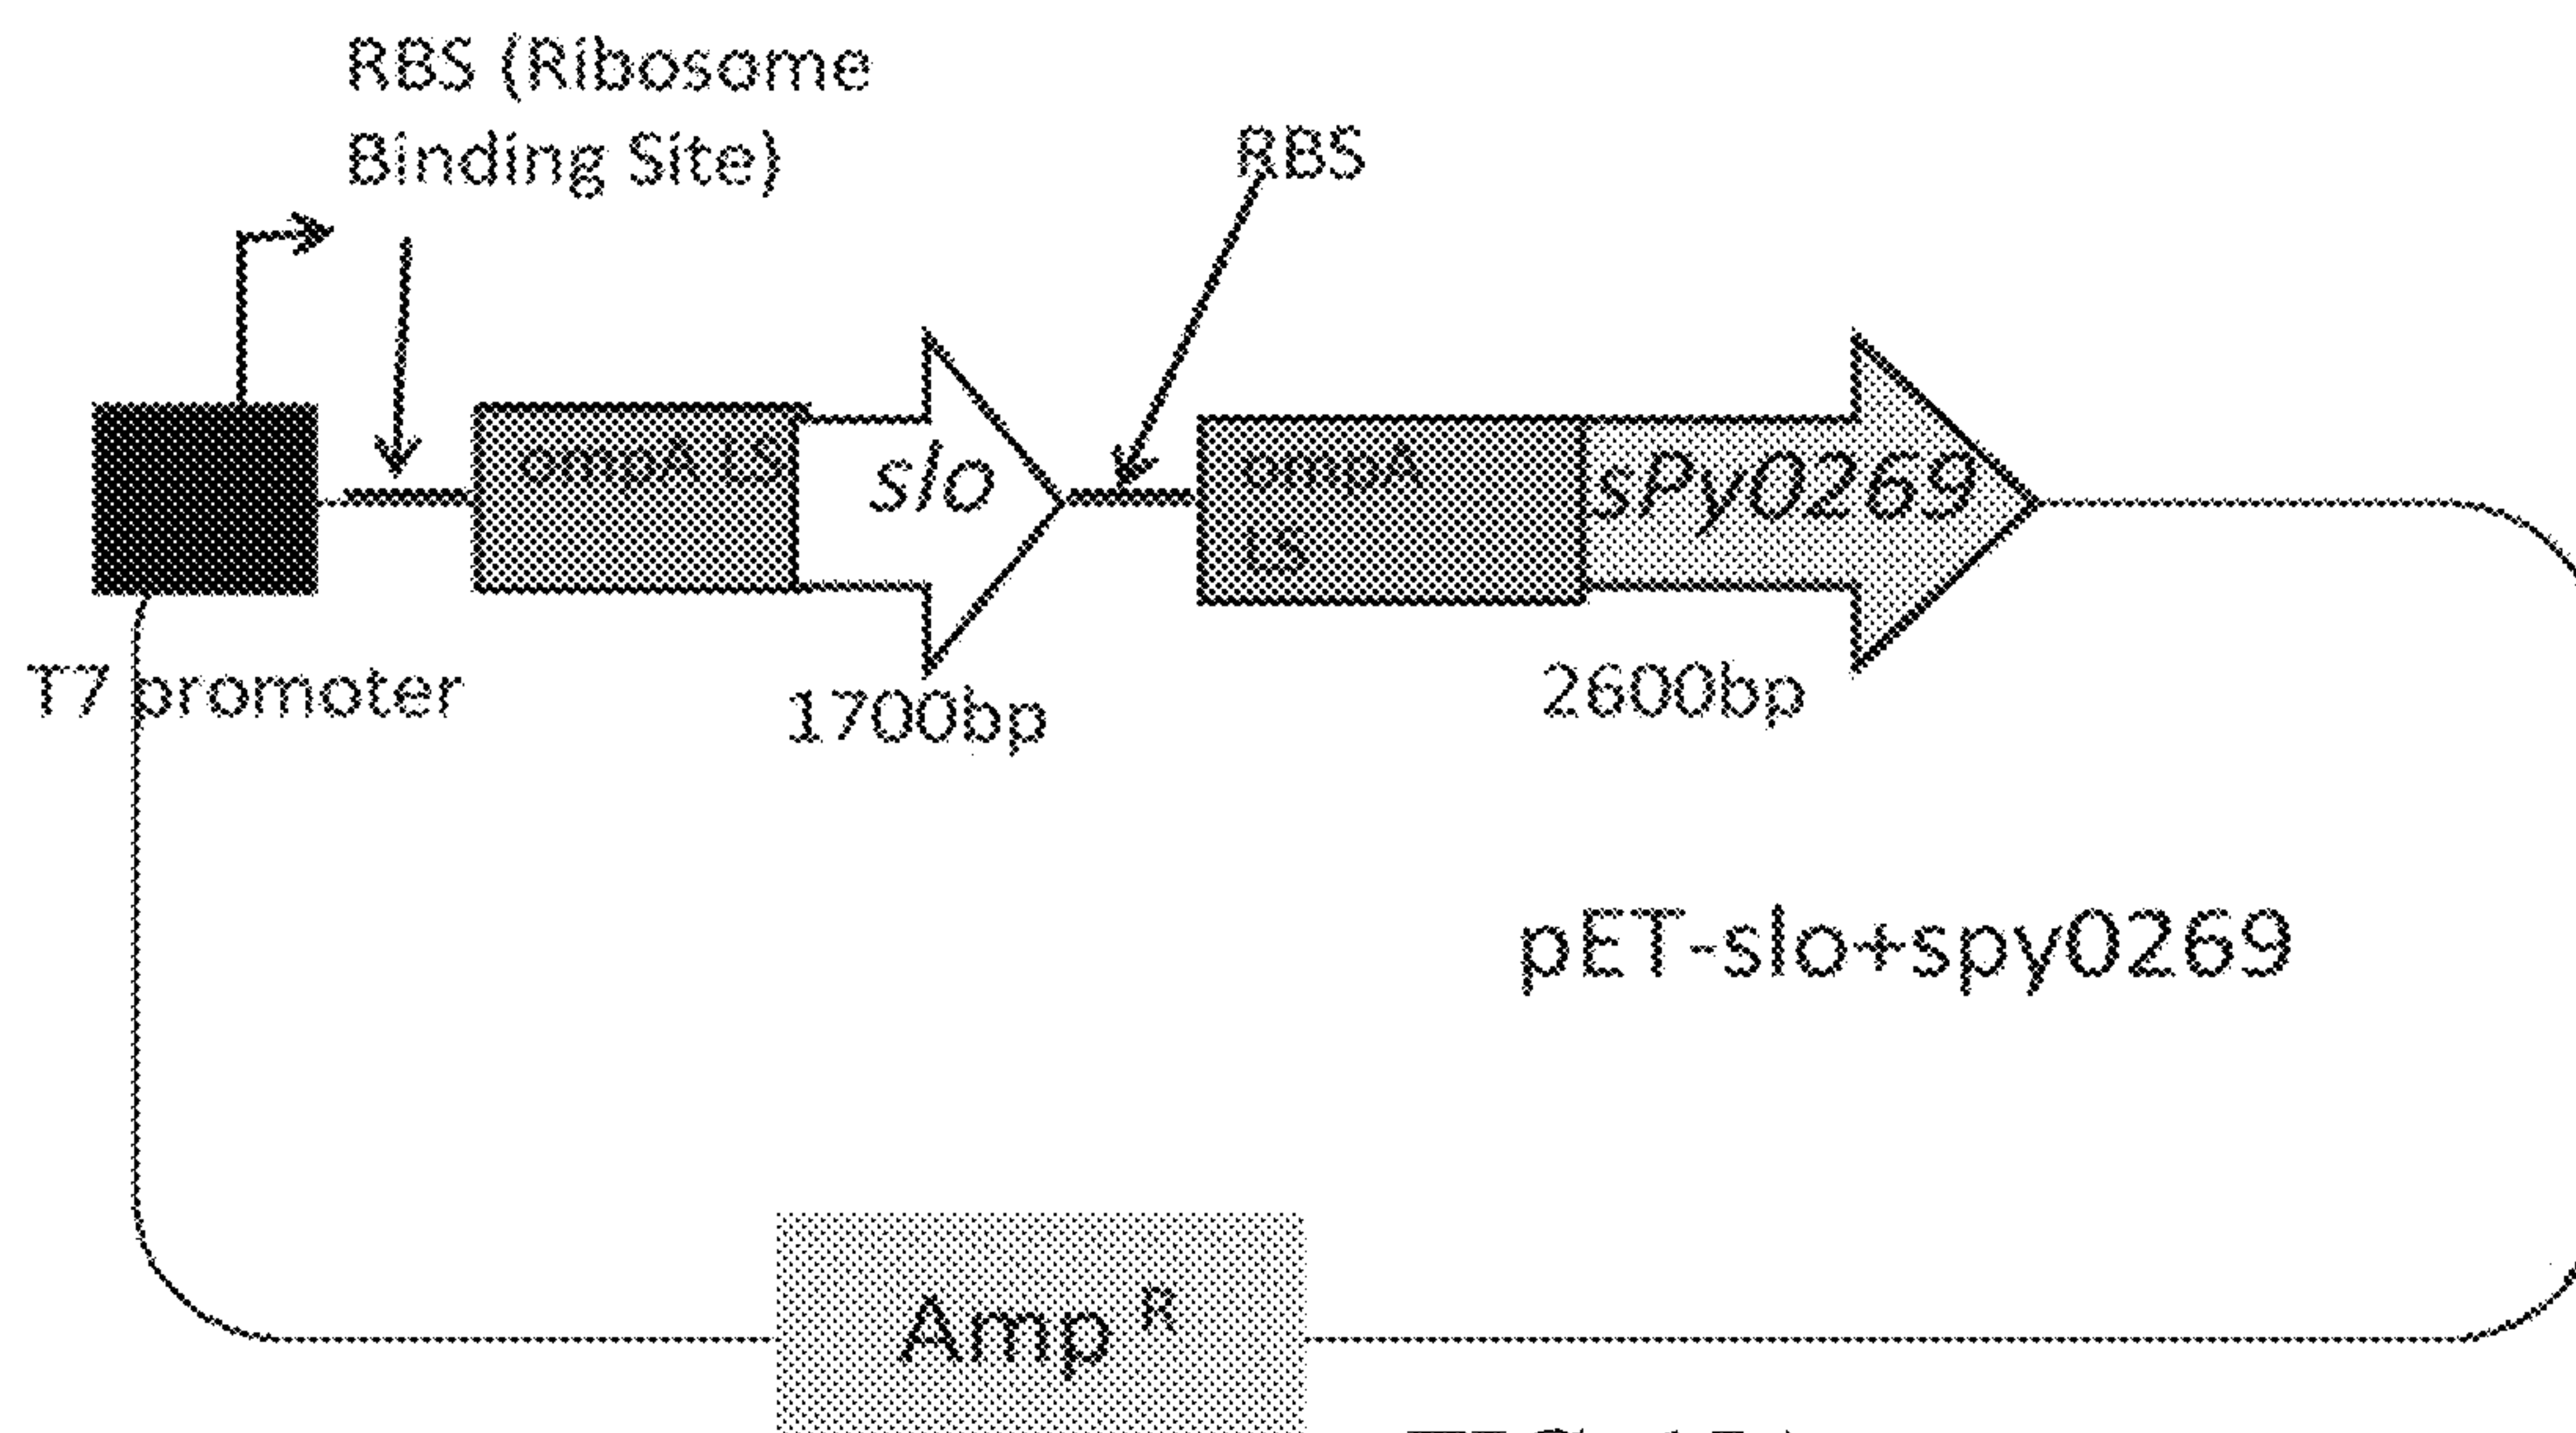 RBS (Ribosome
Binding Site)
RBS
ompA LS
slo
ompA
LS
sPy0269
T7 promoter
1700bp
2600bp
pET-slo+spy0269
Amp R